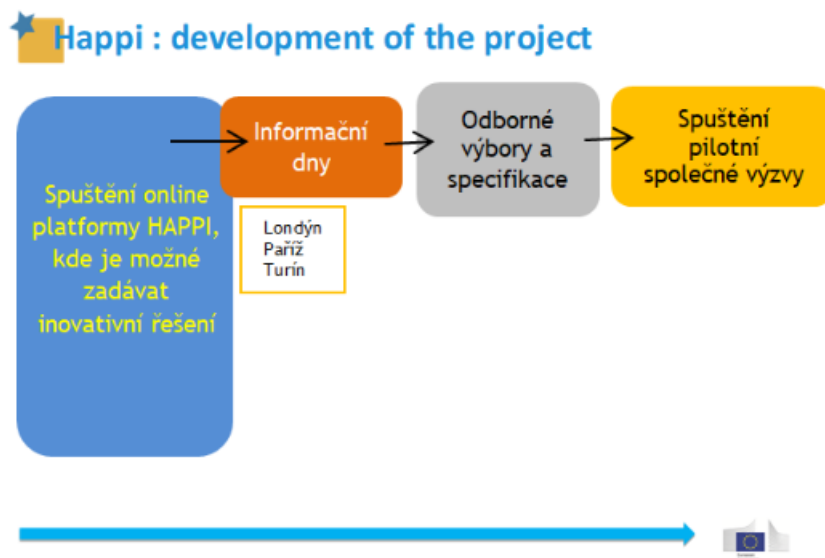 Happi : development of the project
Spuštění online
platformy HAPPI,
kde je možné
zadávat
inovativní řešení
Informační
dny
Londýn
Paříž
Turín
Odborné
výbory a
specifikace
Spuštění
pilotní
společné výzvy